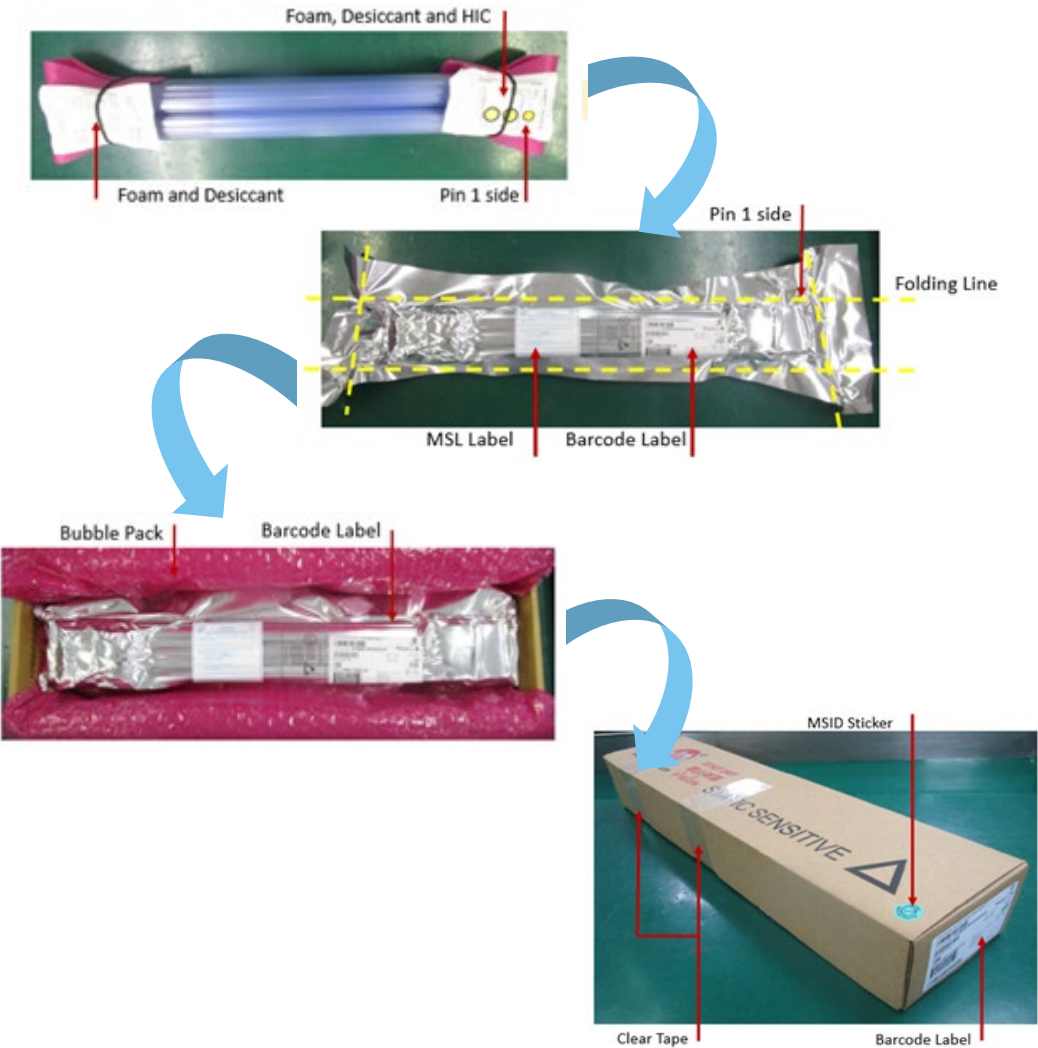 Foam, Desiccant and HIC
Foam and Desiccant
Pin 1 side
Pin 1 side
Folding Line
MSL Label
Barcode Label
Bubble Pack
Barcode Label
MSID Sticker
STATIC SENSITIVE
Clear Tape
Barcode Label